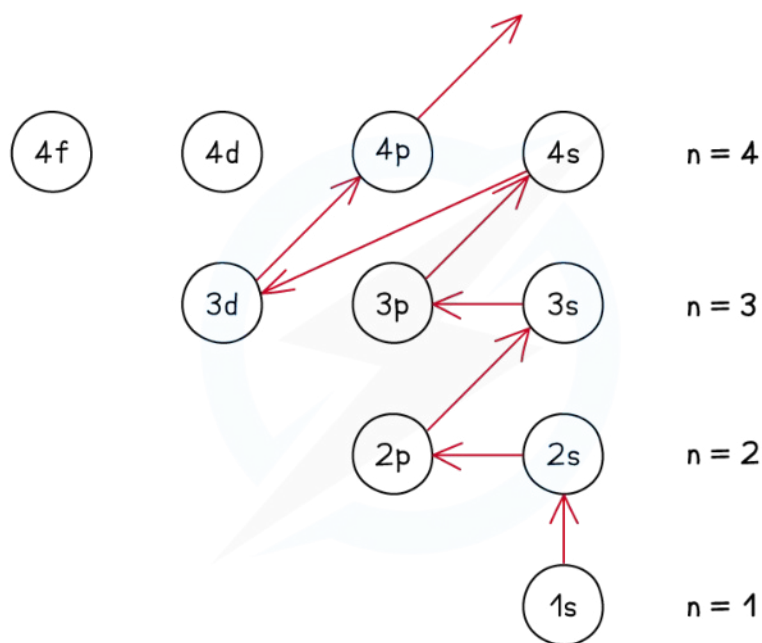 4f 4d 4p 4s n = 4
3d 3p 3s n = 3
2p 2s n = 2
1s n = 1